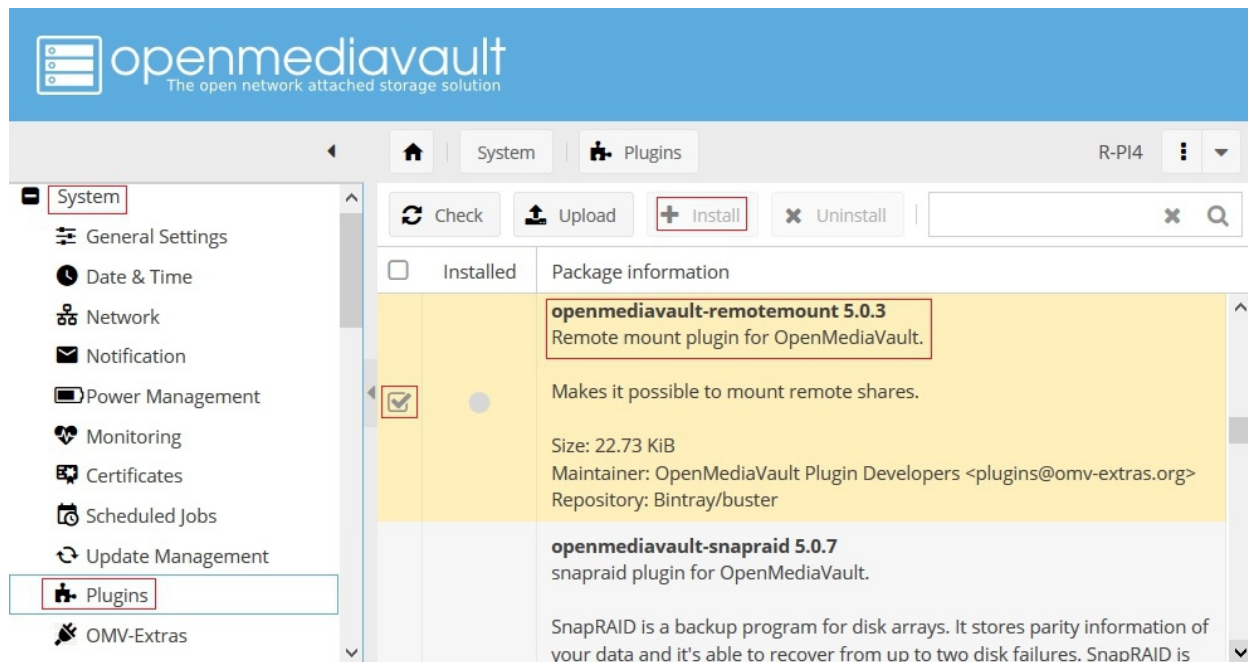 openmediavault
The open network attached storage solution
System
Plugins
R-PI4
System
General Settings
Date & Time
Network
Notification
Power Management
Monitoring
Certificates
Scheduled Jobs
Update Management
Plugins
OMV-Extras
Check
Upload
Install
Uninstall
Installed
Package information
openmediavault-remotemount 5.0.3
Remote mount plugin for OpenMediaVault.
Makes it possible to mount remote shares.
Size: 22.73 KiB
Maintainer: OpenMediaVault Plugin Developers <plugins@omv-extras.org>
Repository: Bintray/buster
openmediavault-snapraid 5.0.7
snapraid plugin for OpenMediaVault.
SnapRAID is a backup program for disk arrays. It stores parity information of
your data and it's able to recover from up to two disk failures. SnapRAID is